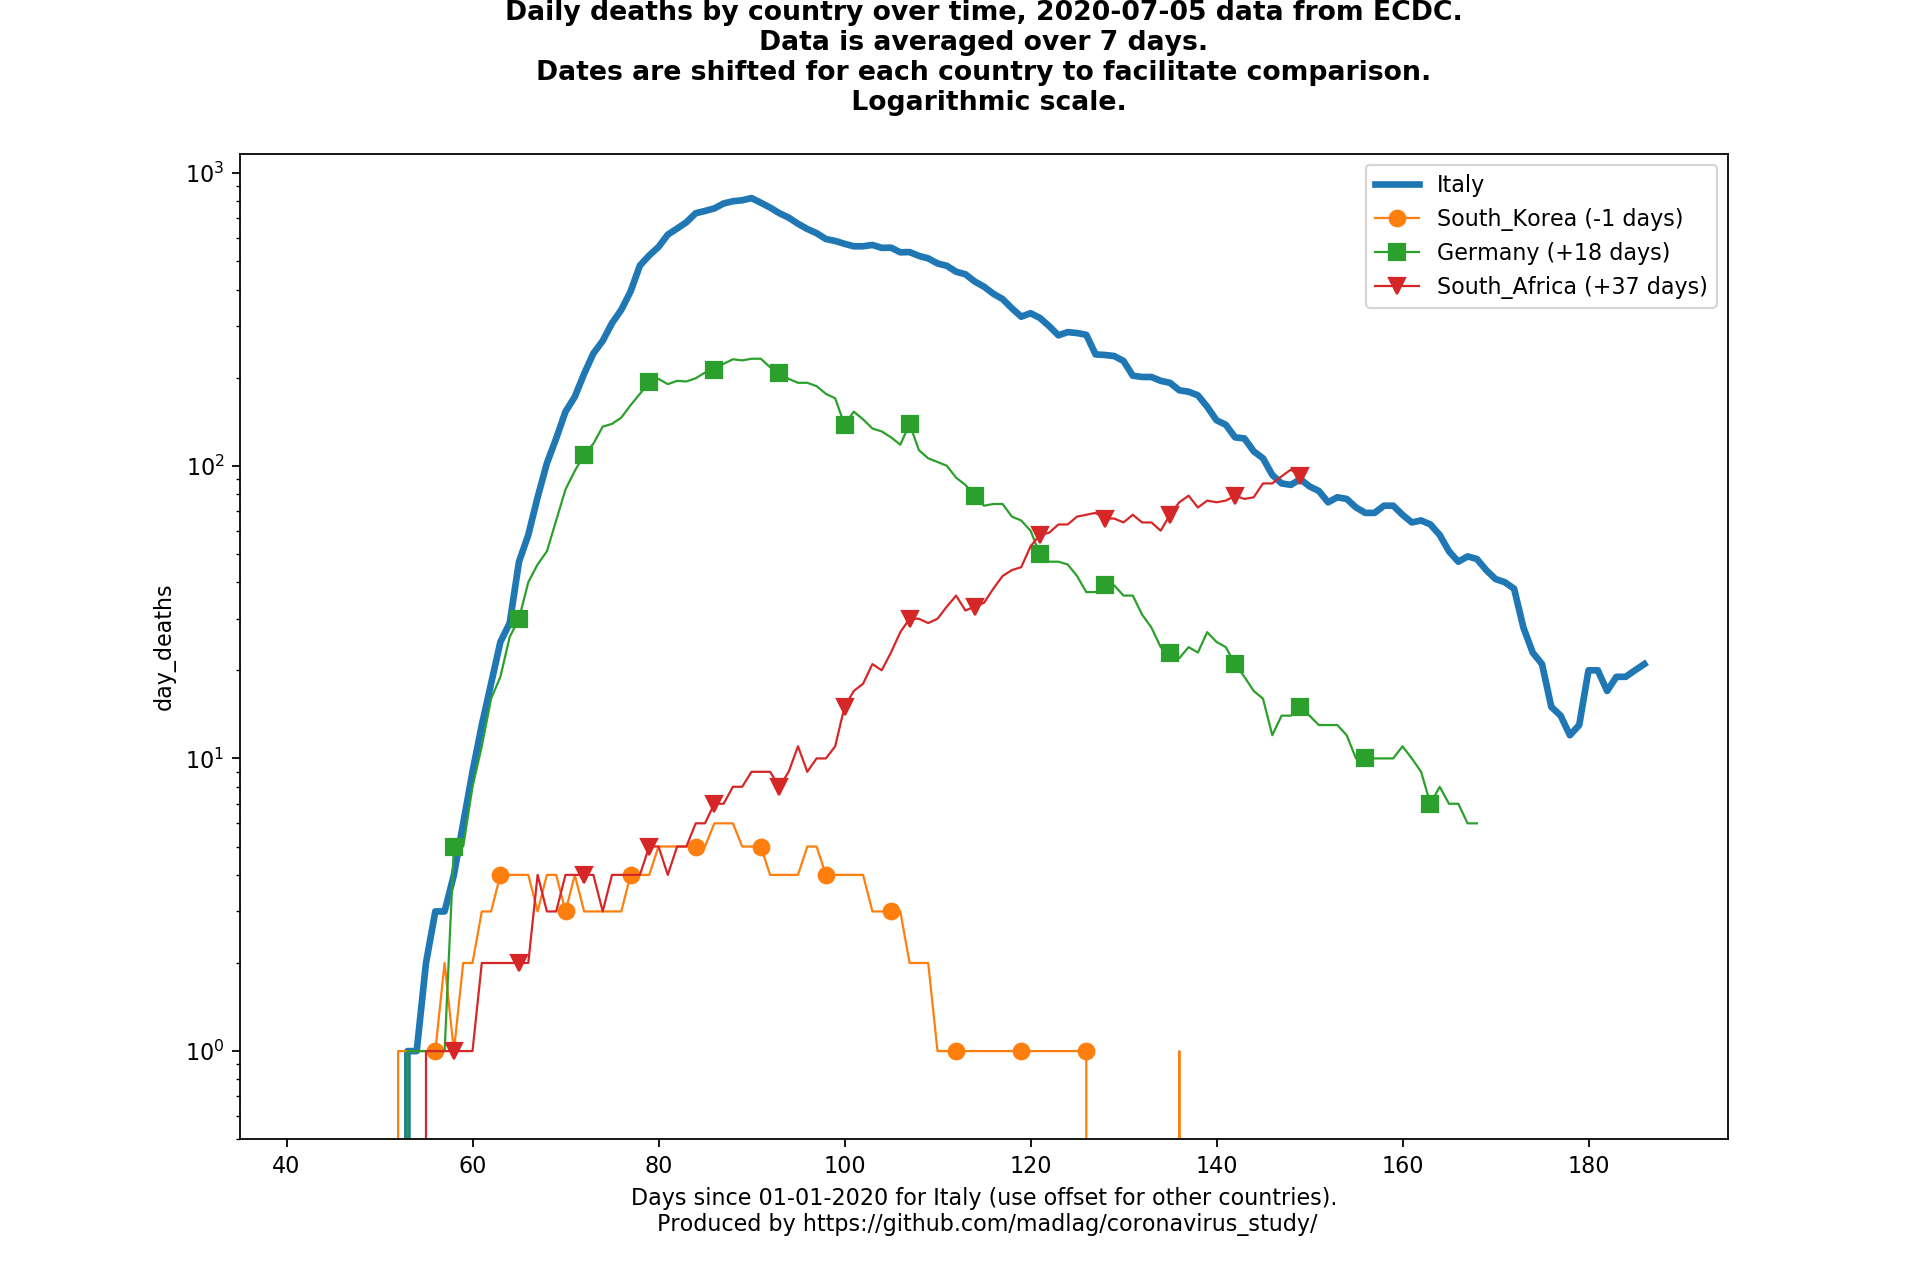 Daily deaths by country over time, 2020-07-05 data from ECDC.
Data is averaged over 7 days.
Dates are shifted for each country to facilitate comparison.
Logarithmic scale.
10³
10²
10¹
10⁰
day_deaths
Italy
South_Korea (-1 days)
Germany (+18 days)
South_Africa (+37 days)
40 60 80 100 120 140 160 180
Days since 01-01-2020 for Italy (use offset for other countries).
Produced by https://github.com/madlag/coronavirus_study/